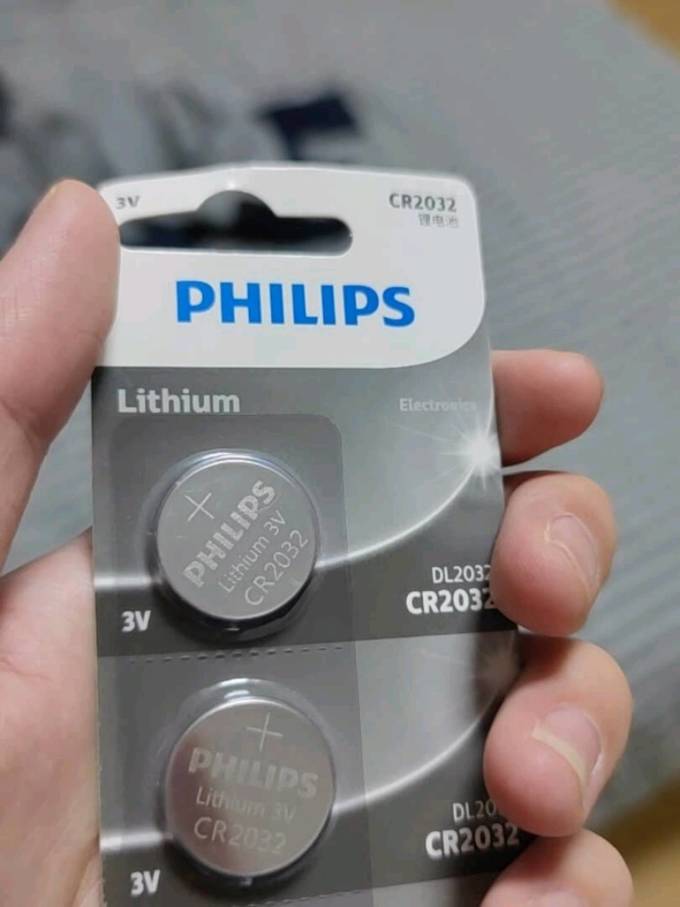 3V
CR2032
锂电池
PHILIPS
Lithium
Electronics
PHILIPS
Lithium 3V
CR2032
3V
DL2032
CR2032
PHILIPS
Lithium 3V
CR2032
3V
CR2032